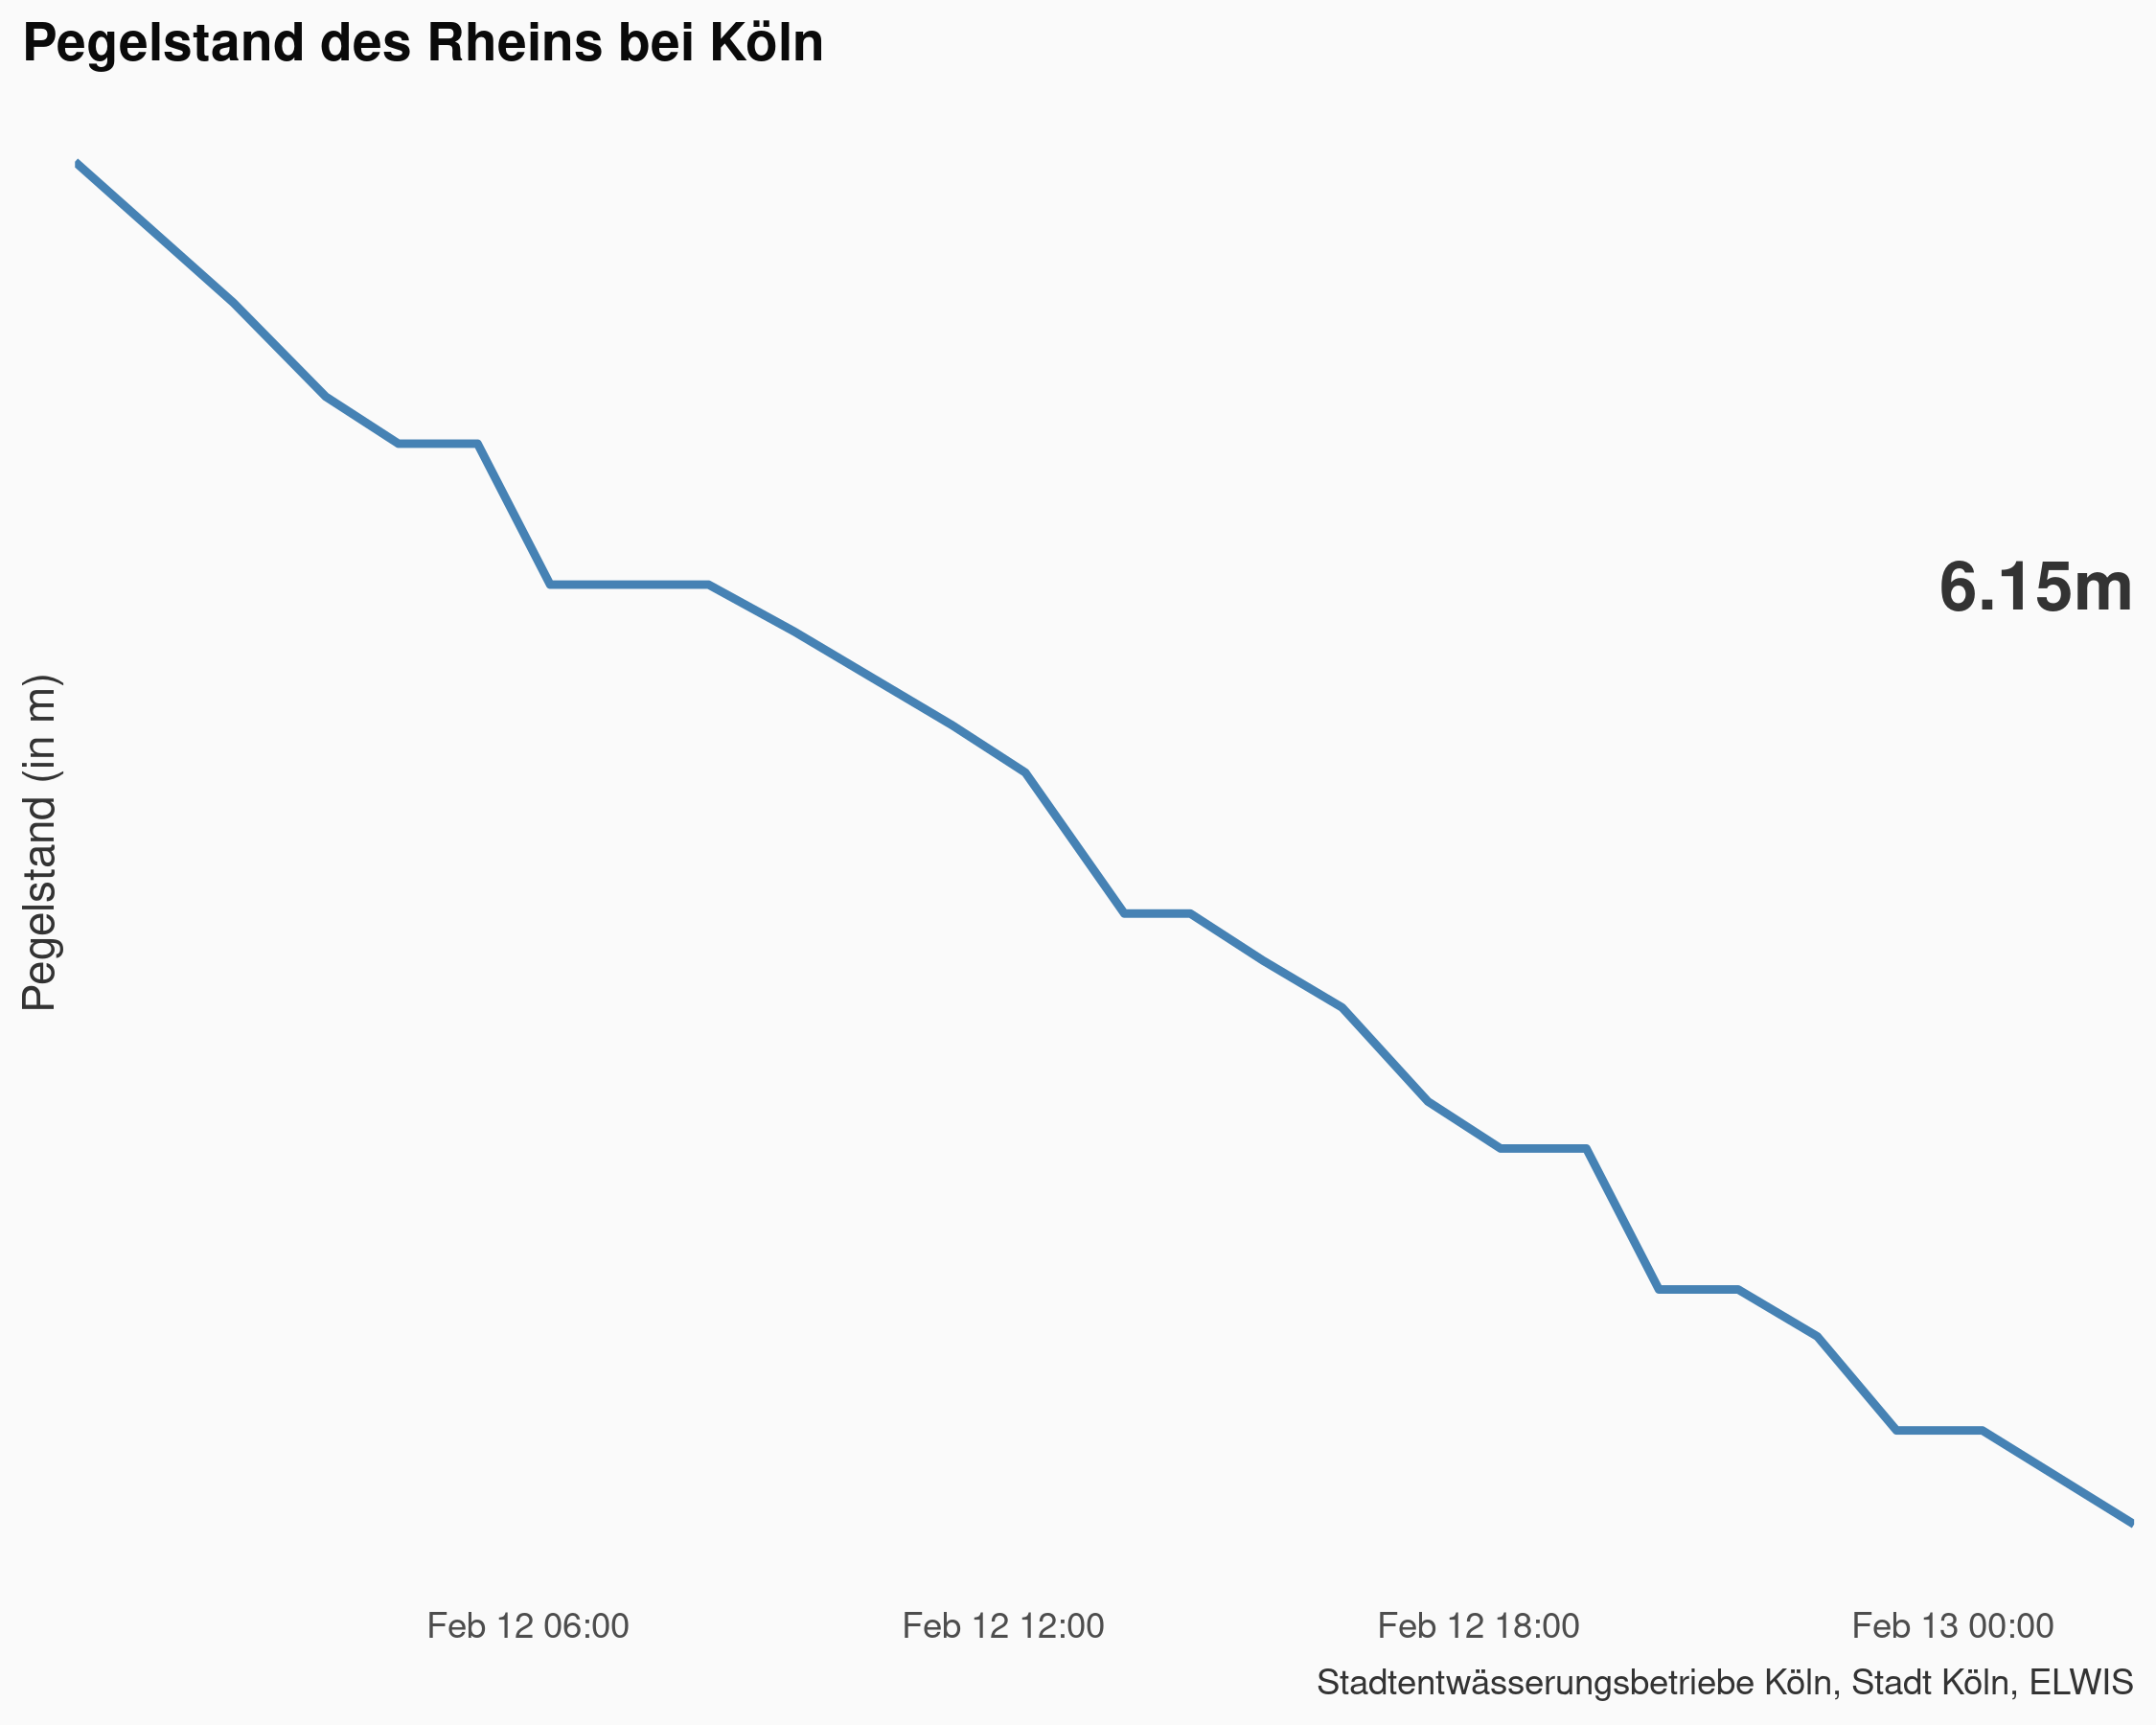 Pegelstand des Rheins bei Köln
6.15m
Pegelstand (in m)
Feb 12 06:00
Feb 12 12:00
Feb 12 18:00
Feb 13 00:00
Stadtentwässerungsbetriebe Köln, Stadt Köln, ELWIS